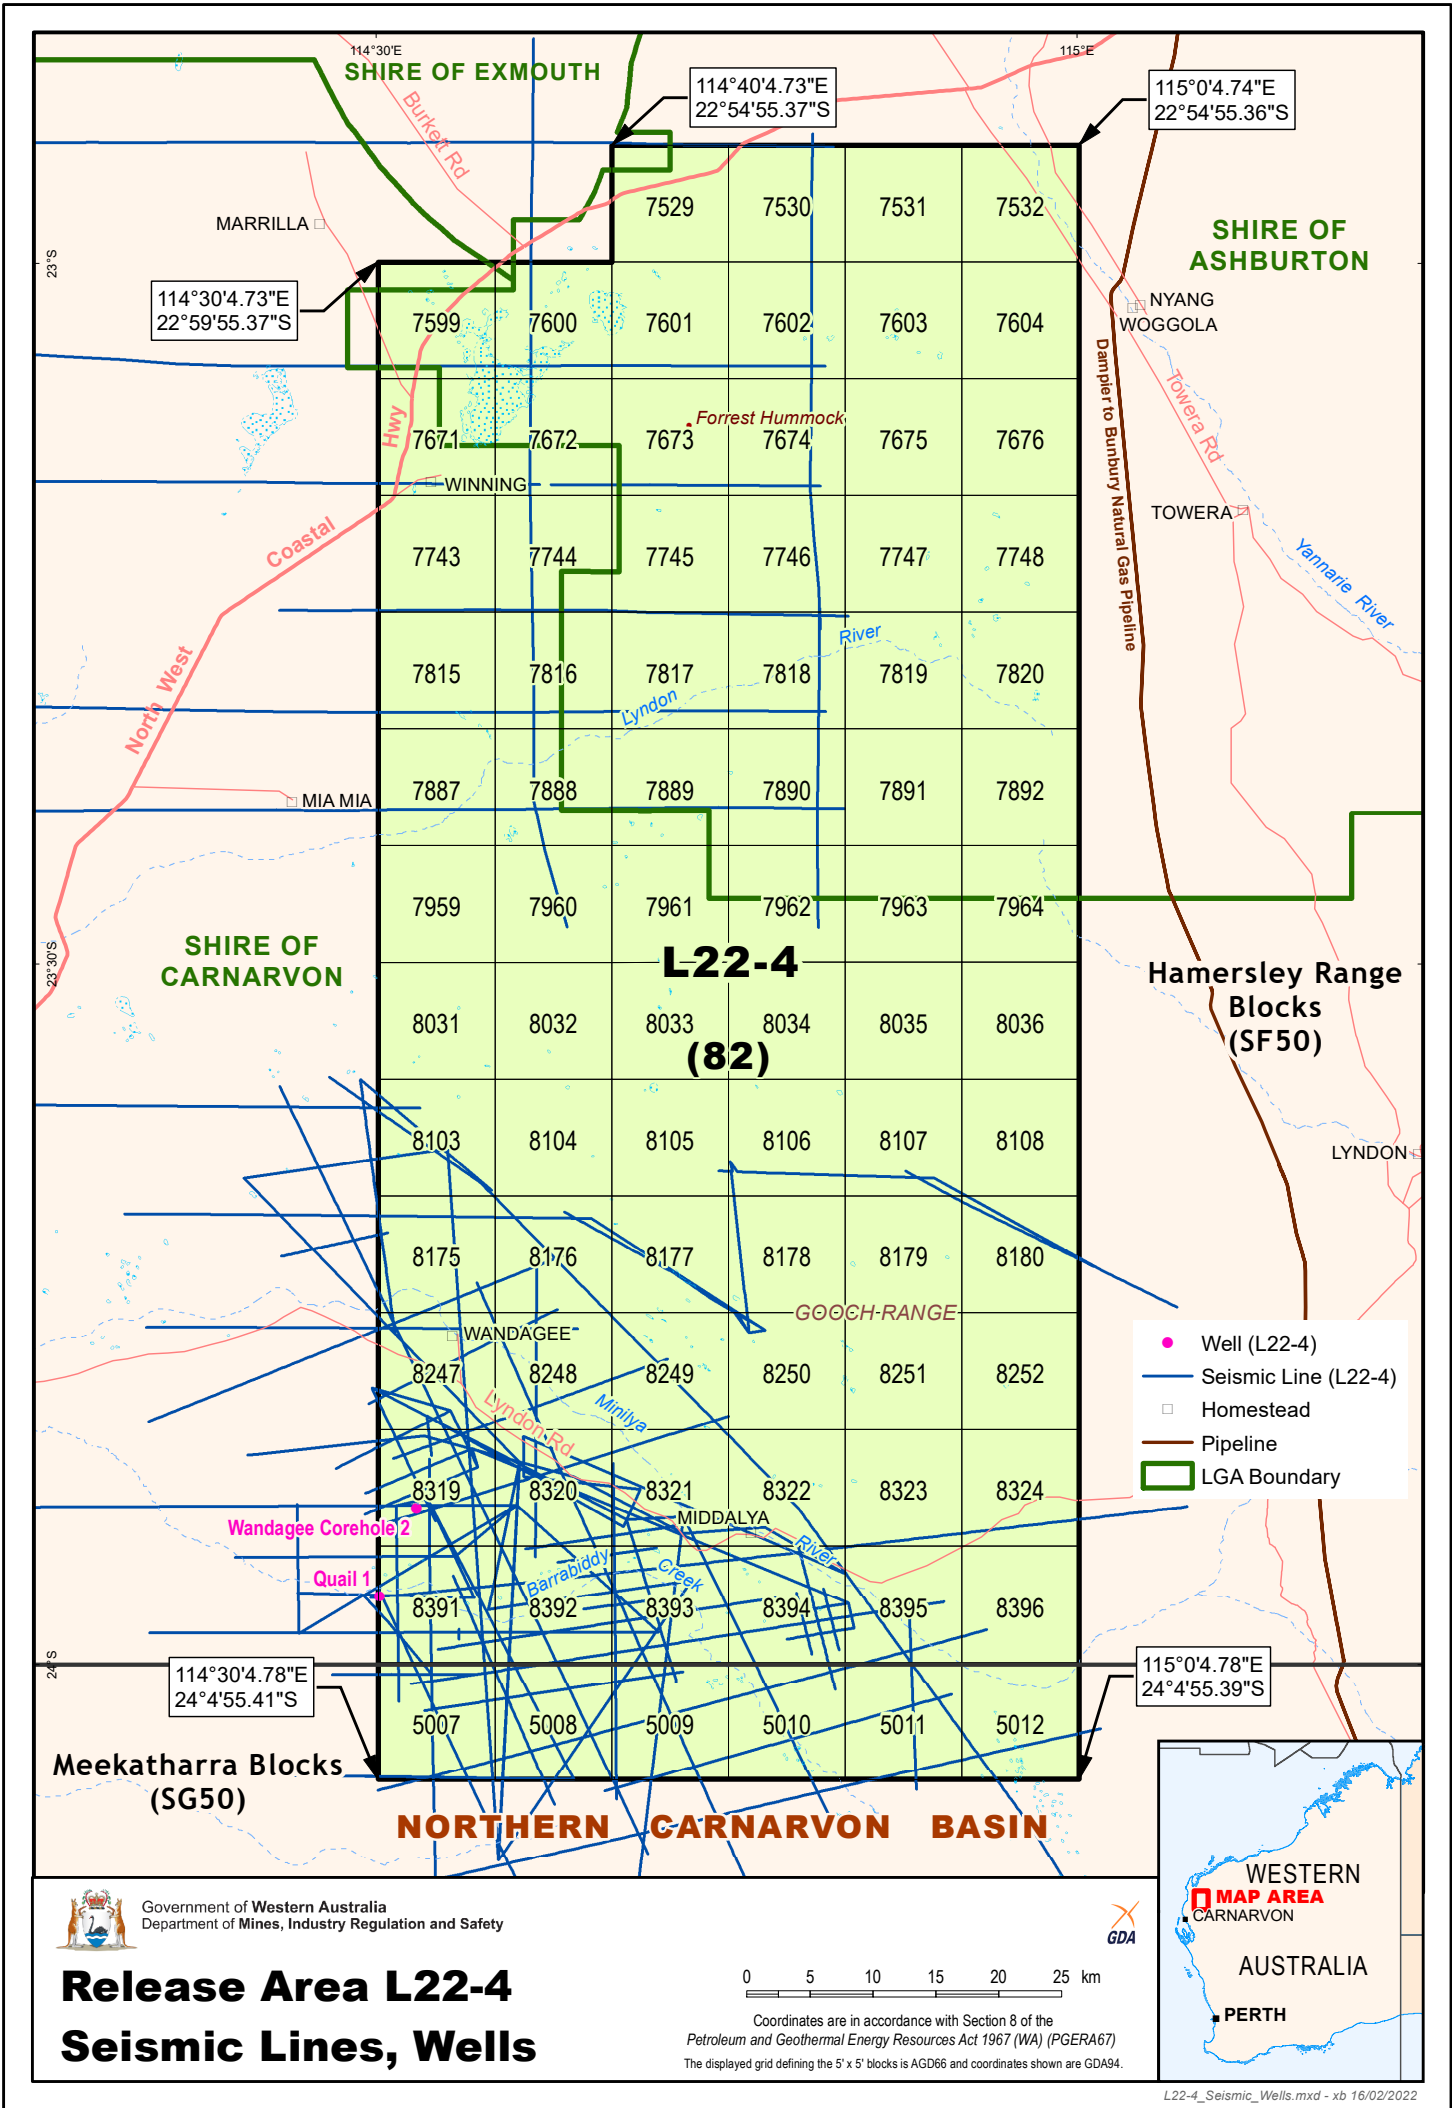 114°30'E
115°E
SHIRE OF EXMOUTH
114°40'4.73"E
22°54'55.37"S
115°0'4.74"E
22°54'55.36"S
Burkett Rd
MARRILLA
7529 7530 7531 7532
SHIRE OF
ASHBURTON
23°S
114°30'4.73"E
22°59'55.37"S
NYANG
WOGGOLA
7599 7600 7601 7602 7603 7604
Dampier to Bunbury Natural Gas Pipeline
Towera Rd
Hwy
Forrest Hummock
7671 7672 7673 7674 7675 7676
WINNING
TOWERA
Coastal
7743 7744 7745 7746 7747 7748
Yannarie River
River
North West
7815 7816 7817 7818 7819 7820
Lyndon
MIA MIA
7887 7888 7889 7890 7891 7892
7959 7960 7961 7962 7963 7964
SHIRE OF
CARNARVON
23°30'S
L22-4
Hamersley Range
Blocks
(SF50)
8031 8032 8033 8034 8035 8036
(82)
8103 8104 8105 8106 8107 8108
LYNDON
8175 8176 8177 8178 8179 8180
GOOCH RANGE
WANDAGEE
8247 8248 8249 8250 8251 8252
Lyndon Rd
Minilya
Well (L22-4)
Seismic Line (L22-4)
Homestead
Pipeline
LGA Boundary
8319 8320 8321 8322 8323 8324
Wandagee Corehole 2
MIDDALYA
River
Quail 1
Barrabiddy
Creek
8391 8392 8393 8394 8395 8396
24°S
114°30'4.78"E
24°4'55.41"S
115°0'4.78"E
24°4'55.39"S
5007 5008 5009 5010 5011 5012
Meekatharra Blocks
(SG50)
NORTHERN CARNARVON BASIN
WESTERN
MAP AREA
CARNARVON
AUSTRALIA
PERTH
Government of Western Australia
Department of Mines, Industry Regulation and Safety
GDA
Release Area L22-4
Seismic Lines, Wells
0 5 10 15 20 25 km
Coordinates are in accordance with Section 8 of the
Petroleum and Geothermal Energy Resources Act 1967 (WA) (PGERA67)
The displayed grid defining the 5' x 5' blocks is AGD66 and coordinates shown are GDA94.
L22-4_Seismic_Wells.mxd - xb 16/02/2022